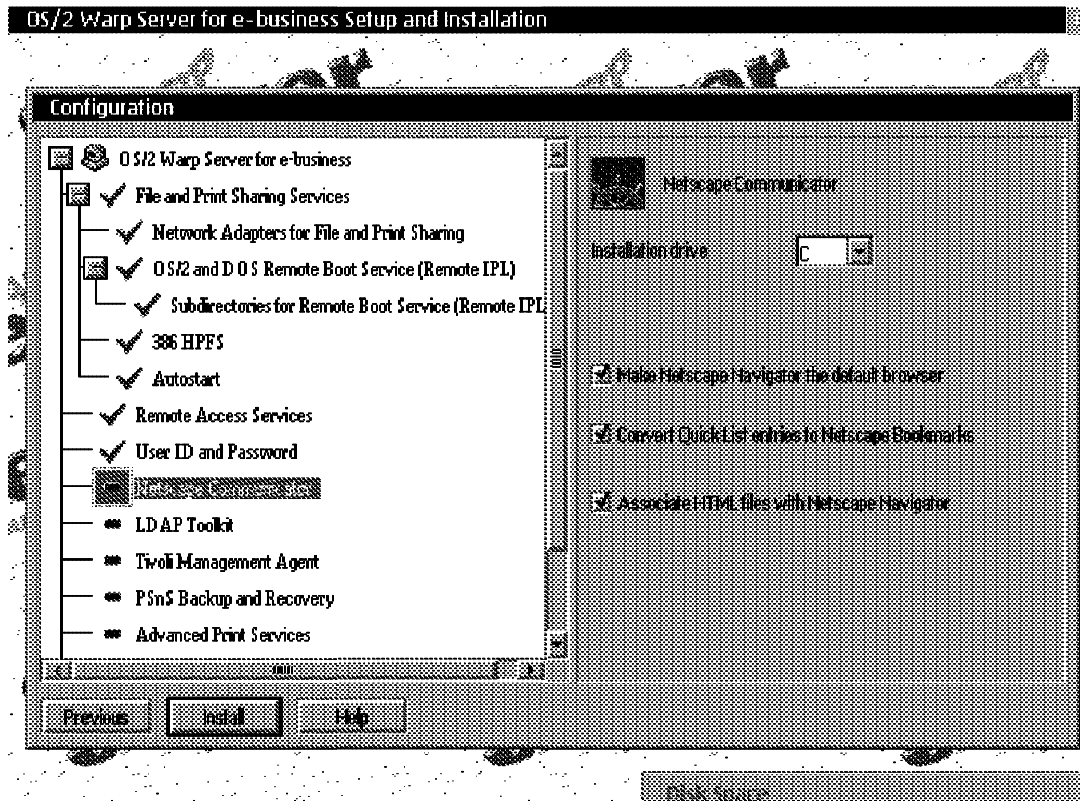 OS/2 Warp Server for e-business Setup and Installation
Configuration
OS/2 Warp Server for e-business
File and Print Sharing Services
Network Adapters for File and Print Sharing
OS/2 and DOS Remote Boot Service (Remote IPL)
Subdirectories for Remote Boot Service (Remote IPL
386 HPFS
Autostart
Remote Access Services
User ID and Password
Netscape Communicator
LDAP Toolkit
Tivoli Management Agent
PSnS Backup and Recovery
Advanced Print Services
Netscape Communicator
Installation drive
C
Make Netscape Navigator the default browser
Convert Quick List entries to Netscape Bookmarks
Associate HTML files with Netscape Navigator
Previous
Install
Help
Disk Space